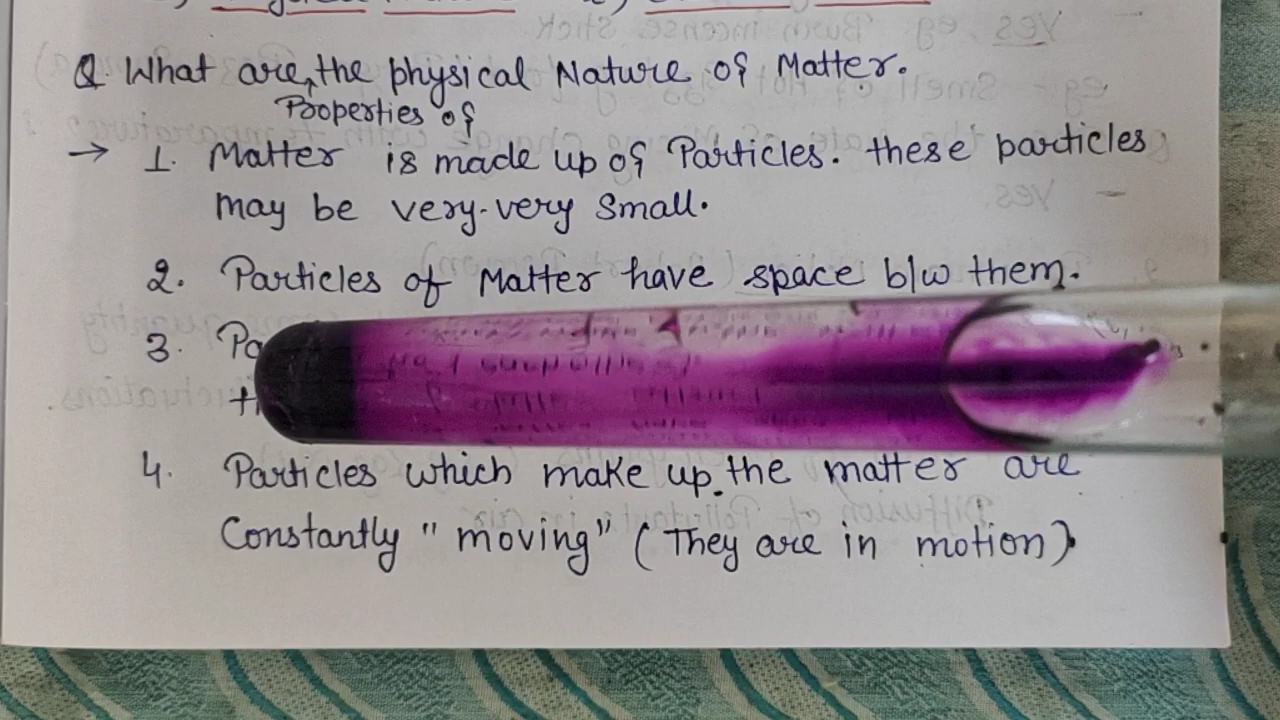 Q. What are the physical Nature of Matter.
Properties of
→ 1. Matter is made up of Particles. these particles
may be very-very small.
2. Particles of Matter have space b/w them.
3. Pa
4. Particles which make up the matter are
Constantly "moving" (They are in motion)